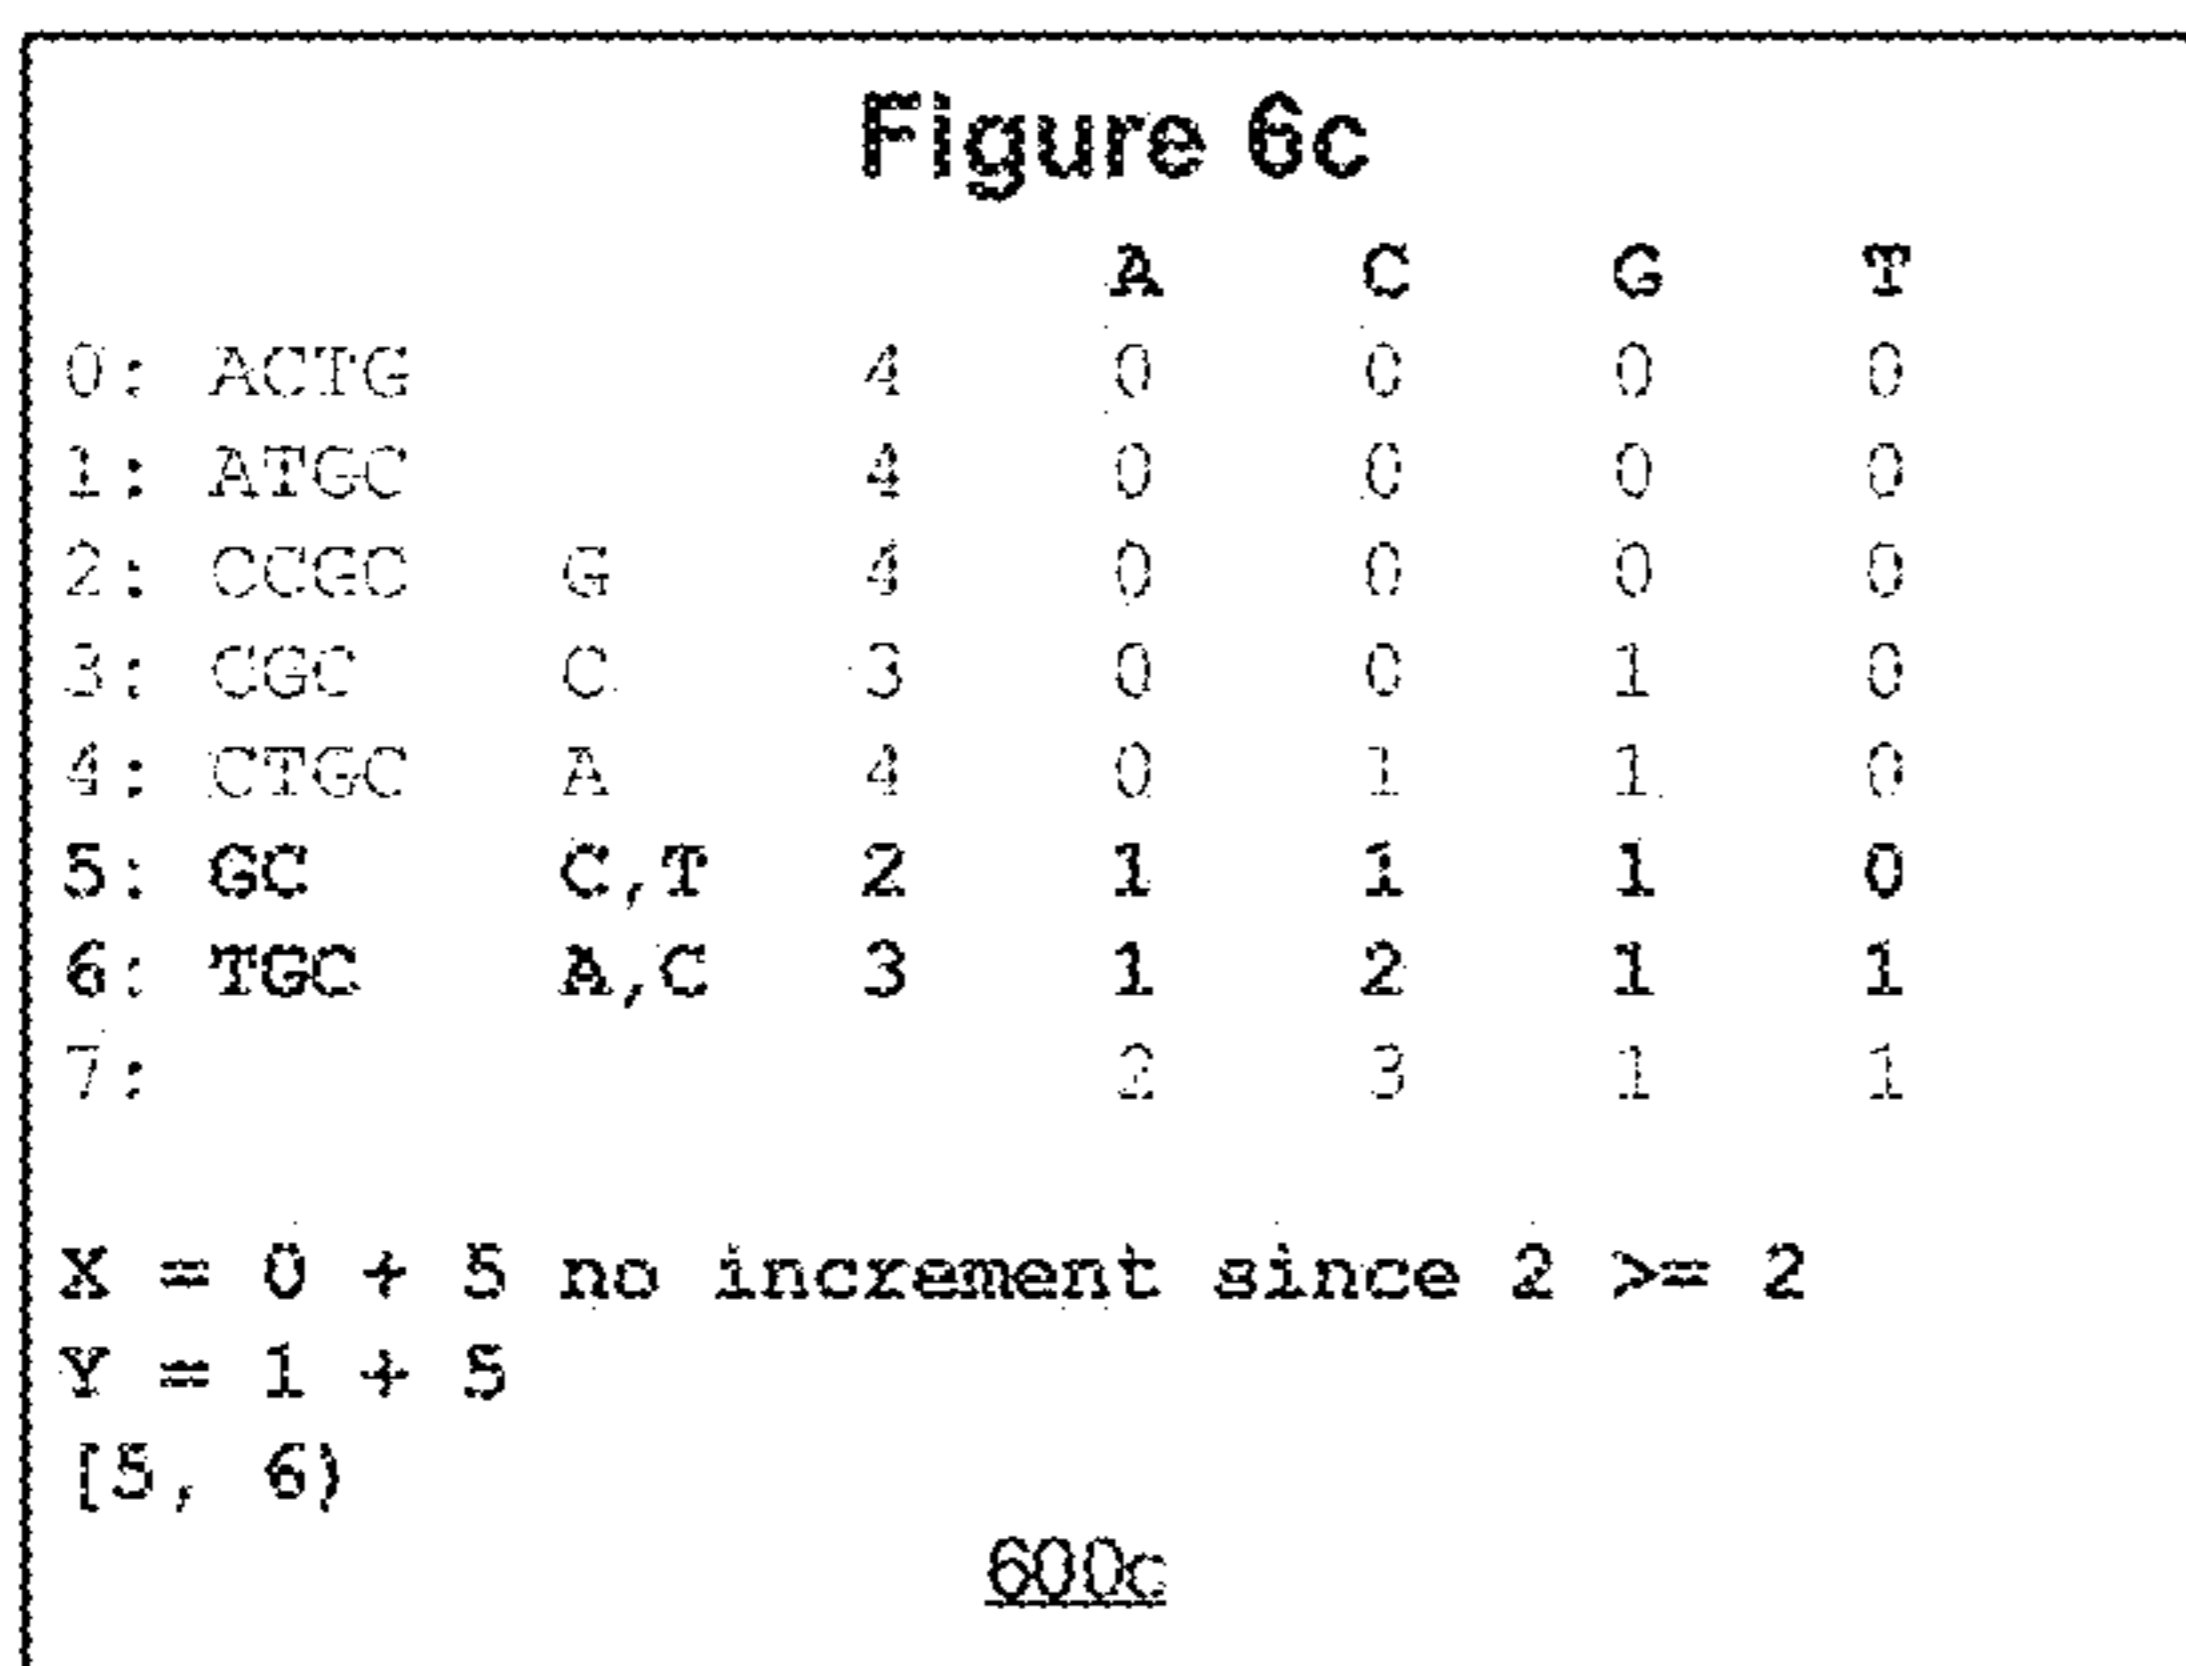 Figure 6c
A C G T
0: ACTG 4 0 0 0 0
1: ATGC 4 0 0 0 0
2: CCGC G 4 0 0 0 0
3: CGC C 3 0 0 1 0
4: CTGC A 4 0 1 1 0
5: GC C,T 2 1 1 1 0
6: TGC A,C 3 1 2 1 1
7: 2 3 1 1
X = 0 + 5 no increment since 2 >= 2
Y = 1 + 5
[5, 6)
600c